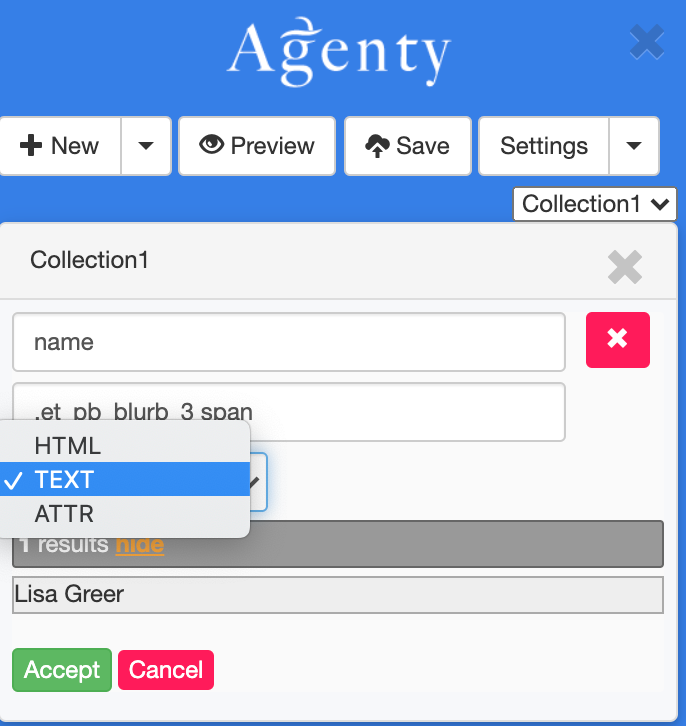 Agenty
New
Preview
Save
Settings
Collection1
Collection1
name
.et_pb_blurb_3 span
HTML
TEXT
ATTR
1 results hide
Lisa Greer
Accept
Cancel